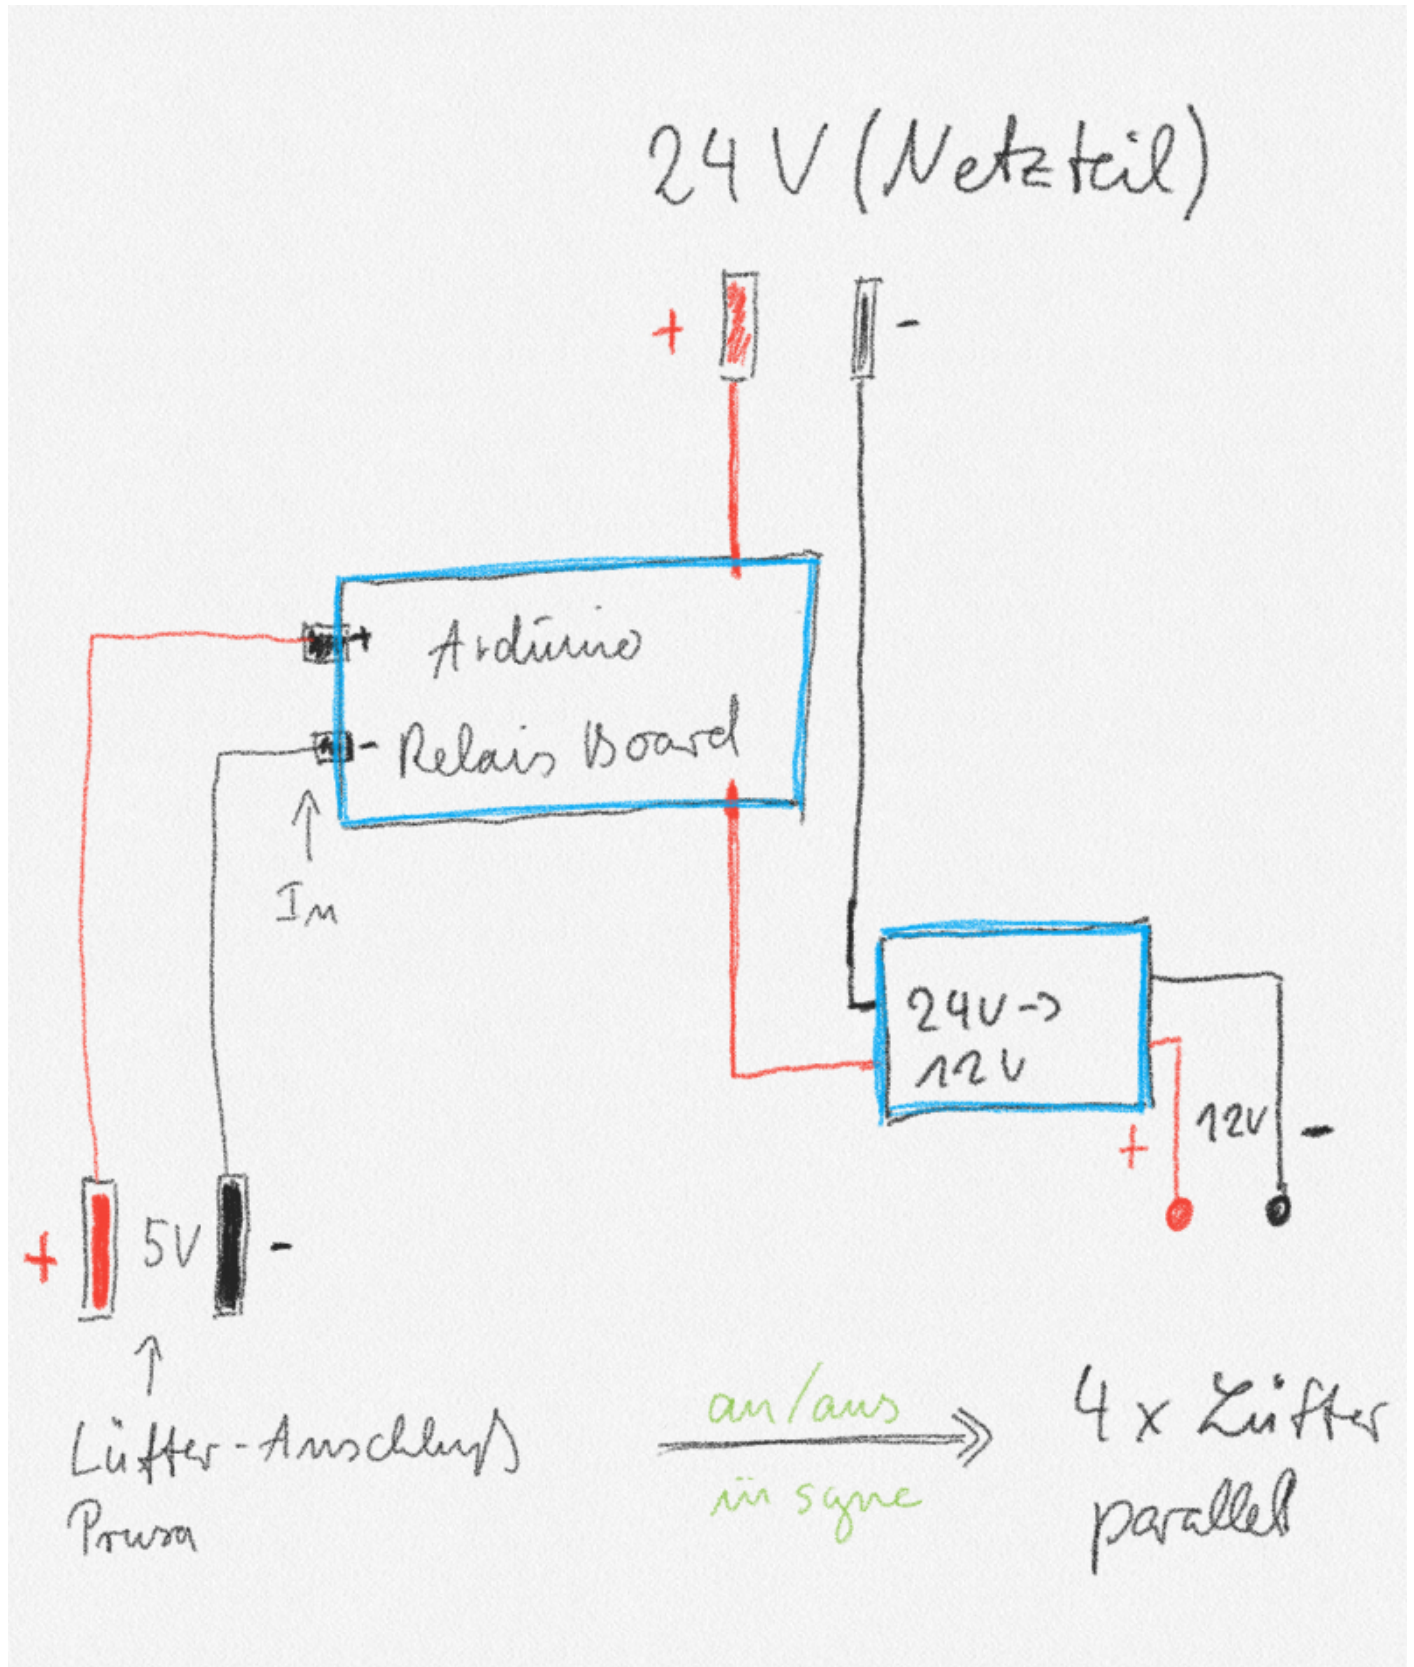 24 V (Netzteil)
+ -
+ Arduino
- Relais Board
In
24V->
12V
+ 12V -
+ 5V -
Lüfter-Anschluß
Prusa
an/aus
in sync
4 x Lüfter
parallel